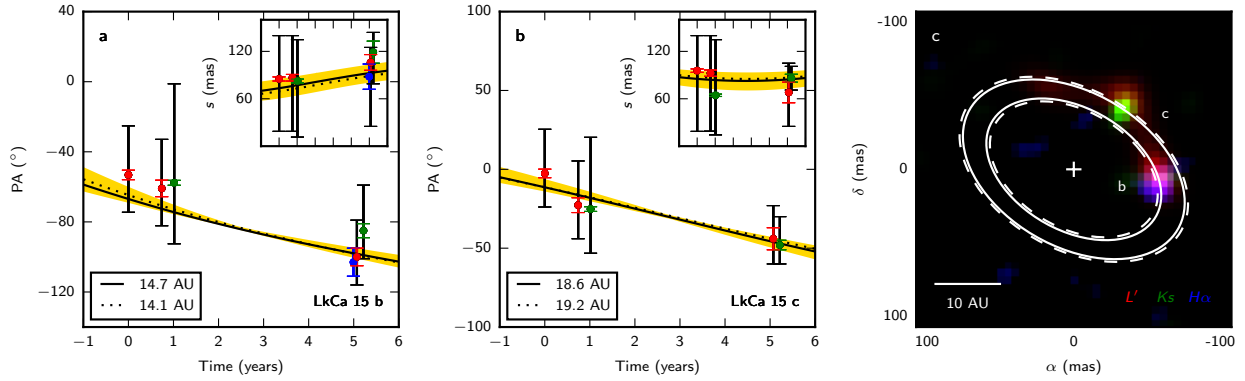 a
PA (°)
40
0
−40
−80
−120
−1 0 1 2 3 4 5 6
Time (years)
s (mas)
120
60
14.7 AU
14.1 AU
LkCa 15 b
b
PA (°)
100
50
0
−50
−100
−1 0 1 2 3 4 5 6
Time (years)
s (mas)
120
60
18.6 AU
19.2 AU
LkCa 15 c
c
δ (mas)
-100
0
100
c
b
10 AU
L′ Ks Hα
100 0 -100
α (mas)